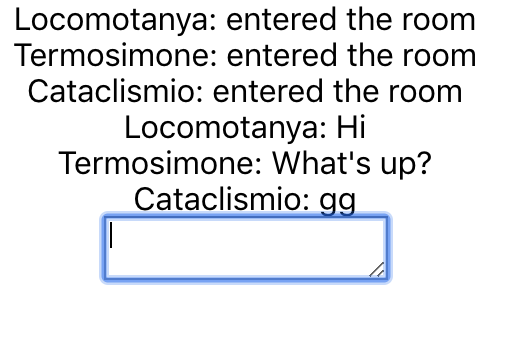 Locomotanya: entered the room
Termosimone: entered the room
Cataclismio: entered the room
Locomotanya: Hi
Termosimone: What's up?
Cataclismio: gg